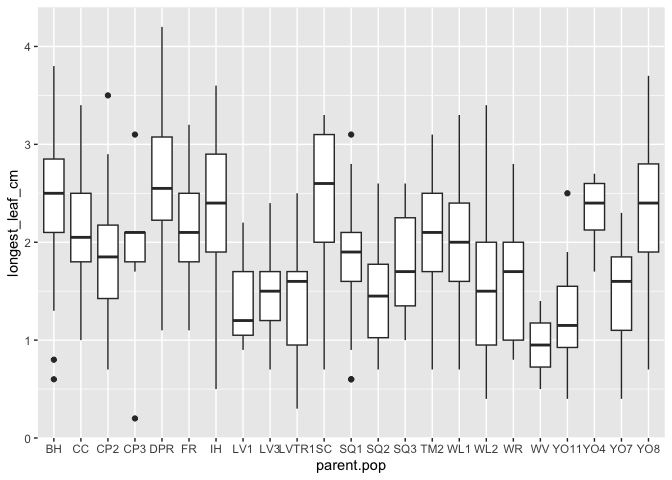 4
3
2
1
0
longest_leaf_cm
BH CC CP2 CP3 DPR FR IH LV1 LV3 LVTR1 SC SQ1 SQ2 SQ3 TM2 WL1 WL2 WR WV YO11 YO4 YO7 YO8
parent.pop